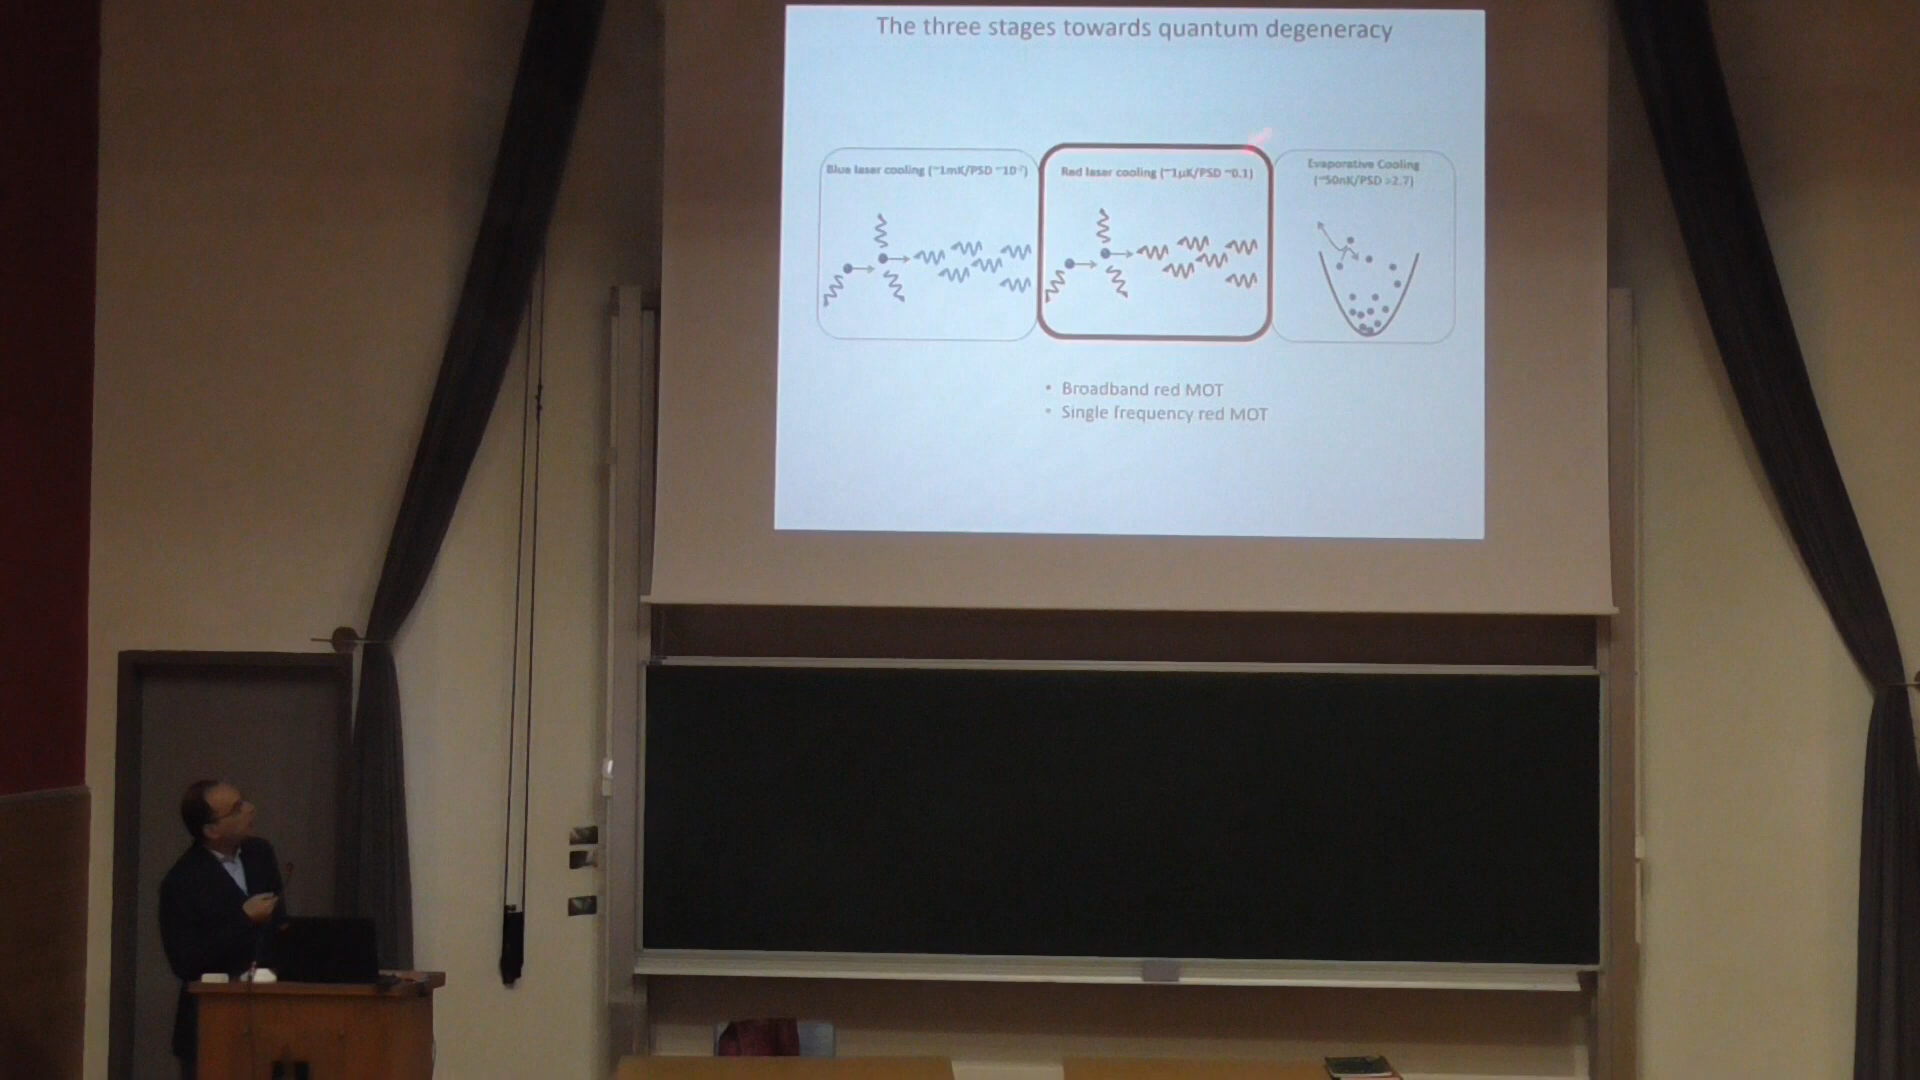 The three stages towards quantum degeneracy
Blue laser cooling (~1mK/PSD ~10⁻⁷)
Red laser cooling (~1μK/PSD ~0.1)
Evaporative Cooling
(~50nK/PSD >2.7)
• Broadband red MOT
• Single frequency red MOT